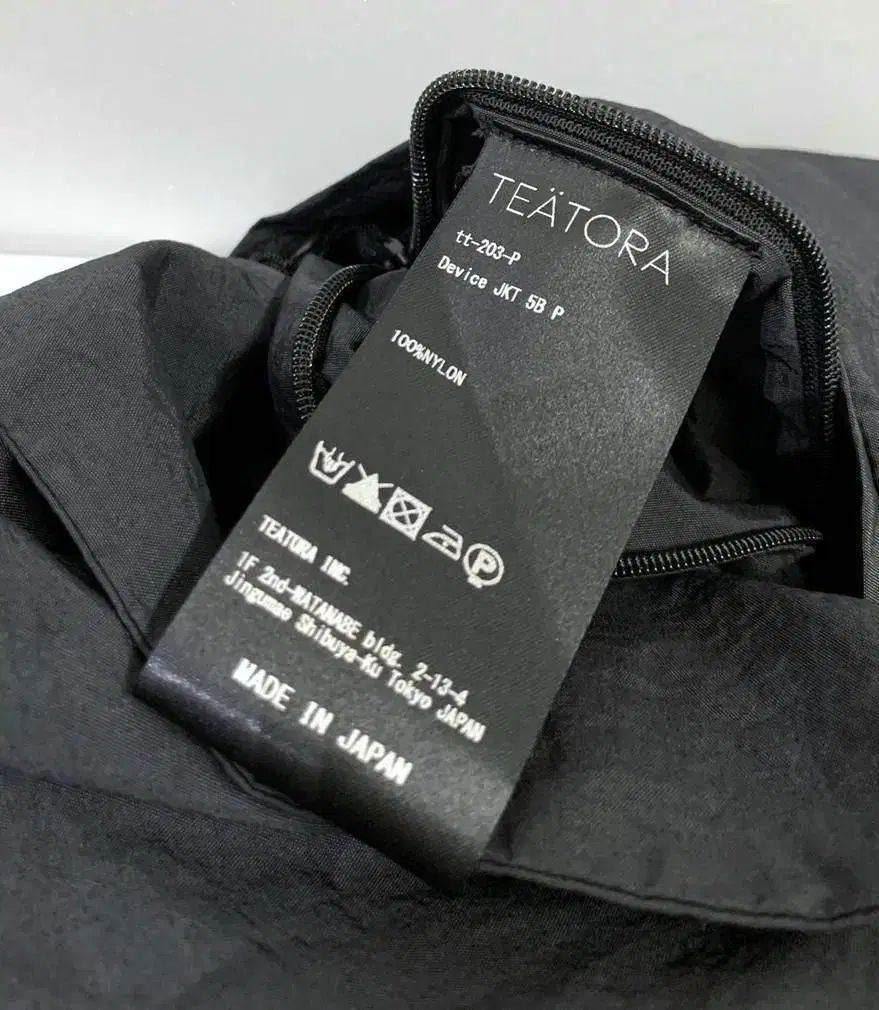 TEÄTORA
tt-203-P
Device JKT 5B P
100%NYLON
P
TEATORA INC.
1F 2nd-WATANABE bldg. 2-13-4
Jingumae Shibuya-Ku Tokyo JAPAN
MADE IN JAPAN